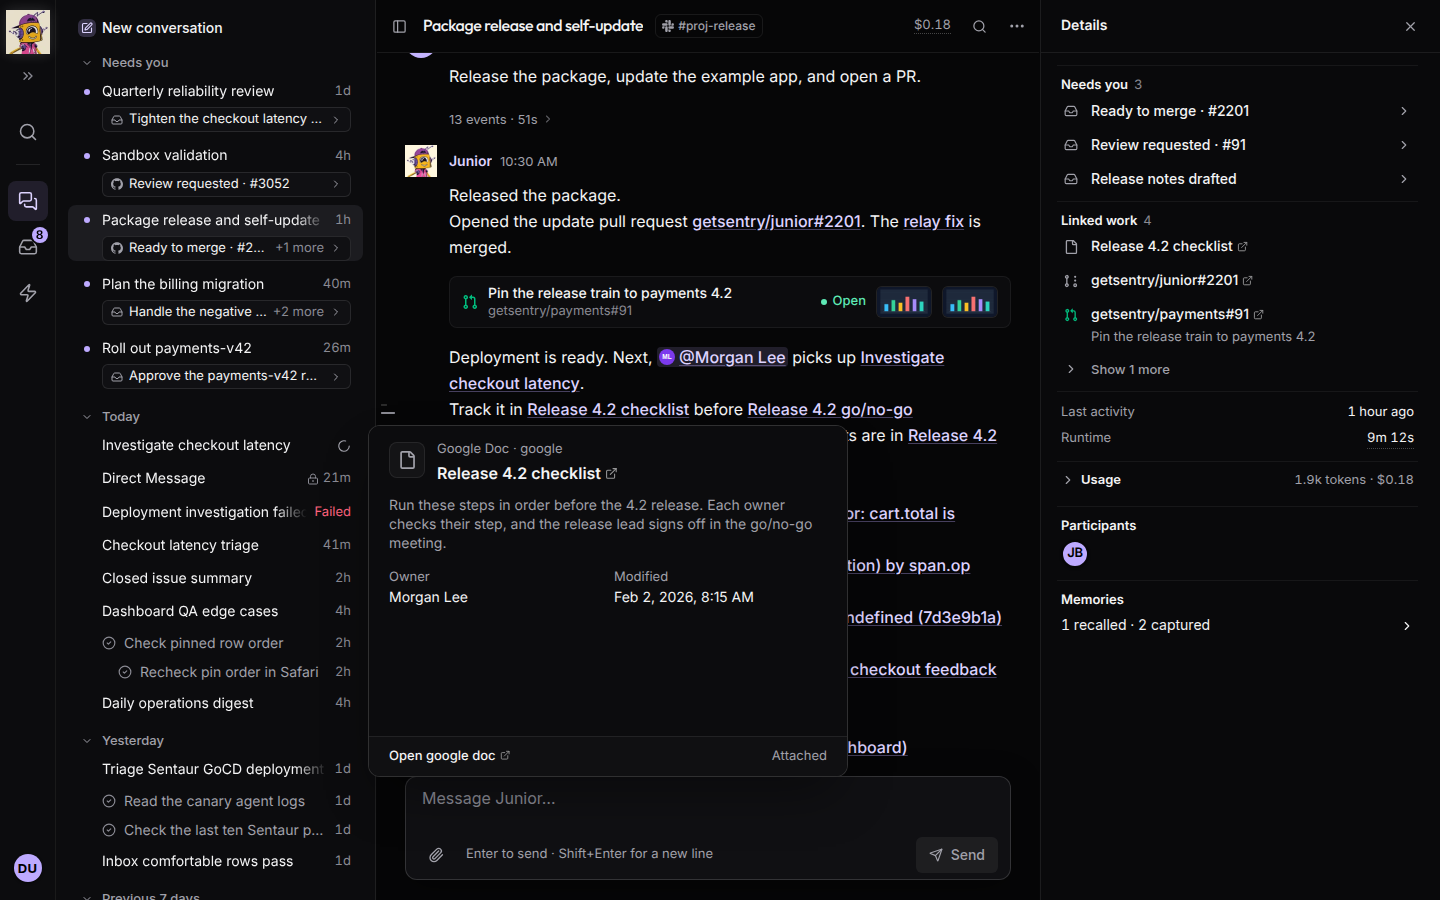 New conversation
Needs you
Quarterly reliability review 1d
Tighten the checkout latency ...
Sandbox validation 4h
Review requested · #3052
Package release and self-update 1h
Ready to merge · #2... +1 more
Plan the billing migration 40m
Handle the negative ... +2 more
Roll out payments-v42 26m
Approve the payments-v42 r...
Today
Investigate checkout latency
Direct Message 21m
Deployment investigation failed Failed
Checkout latency triage 41m
Closed issue summary 2h
Dashboard QA edge cases 4h
Check pinned row order 2h
Recheck pin order in Safari 2h
Daily operations digest 4h
Yesterday
Triage Sentaur GoCD deployment 1d
Read the canary agent logs 1d
Check the last ten Sentaur p... 1d
Inbox comfortable rows pass 1d
Previous 7 days
8
DU
Package release and self-update #proj-release $0.18
Release the package, update the example app, and open a PR.
13 events · 51s
Junior 10:30 AM
Released the package.
Opened the update pull request getsentry/junior#2201. The relay fix is
merged.
Pin the release train to payments 4.2
getsentry/payments#91
Open
Deployment is ready. Next, ML @Morgan Lee picks up Investigate
checkout latency.
Track it in Release 4.2 checklist before Release 4.2 go/no-go
s are in Release 4.2
or: cart.total is
tion) by span.op
ndefined (7d3e9b1a)
checkout feedback
hboard)
Google Doc · google
Release 4.2 checklist
Run these steps in order before the 4.2 release. Each owner
checks their step, and the release lead signs off in the go/no-go
meeting.
Owner Modified
Morgan Lee Feb 2, 2026, 8:15 AM
Open google doc Attached
Message Junior...
Enter to send · Shift+Enter for a new line
Send
Details
Needs you 3
Ready to merge · #2201
Review requested · #91
Release notes drafted
Linked work 4
Release 4.2 checklist
getsentry/junior#2201
getsentry/payments#91
Pin the release train to payments 4.2
Show 1 more
Last activity 1 hour ago
Runtime 9m 12s
Usage 1.9k tokens · $0.18
Participants
JB
Memories
1 recalled · 2 captured